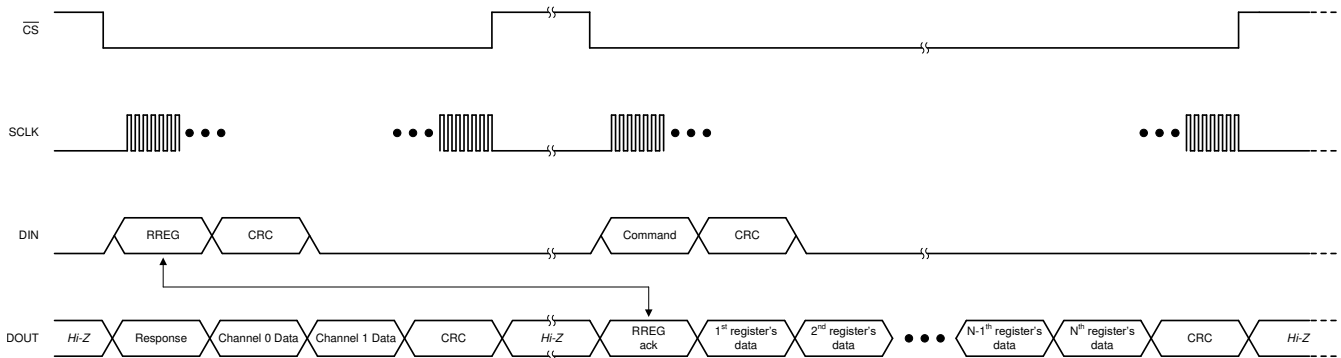 CS
SCLK
DIN
RREG
CRC
Command
CRC
DOUT
Hi-Z
Response
Channel 0 Data
Channel 1 Data
CRC
Hi-Z
RREG
ack
1st register's
data
2nd register's
data
N-1th register's
data
Nth register's
data
CRC
Hi-Z